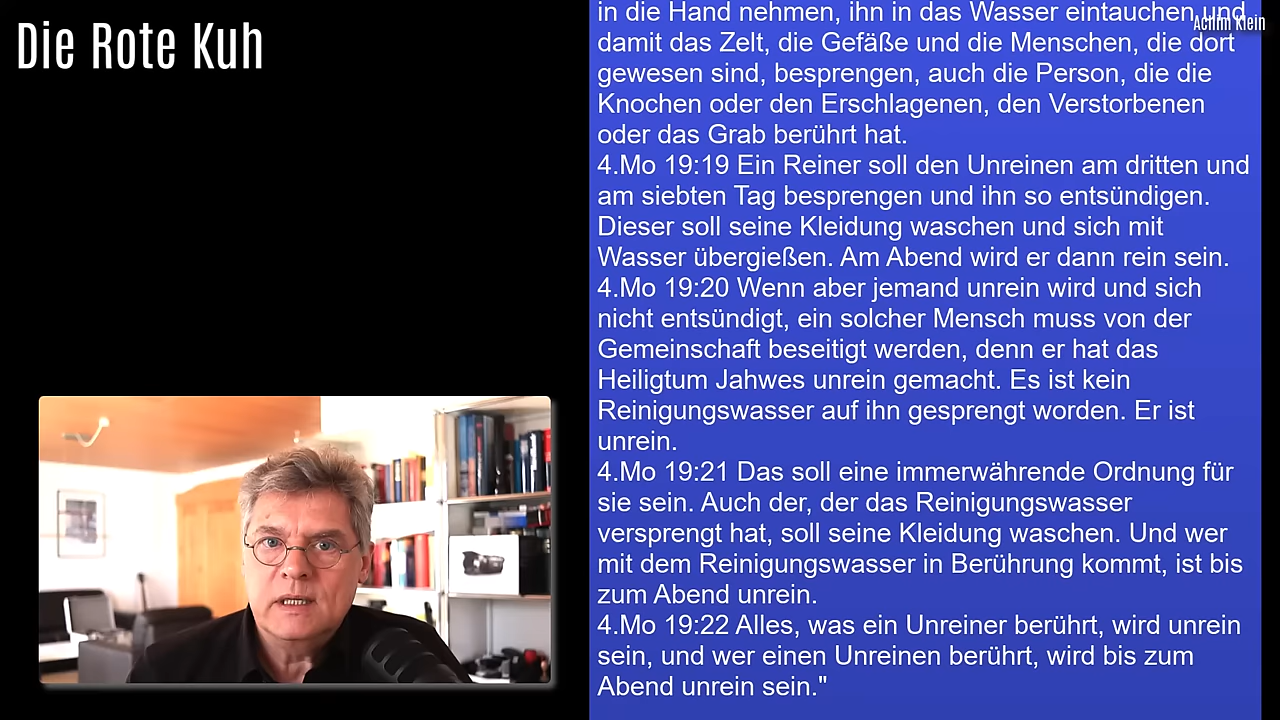 Die Rote Kuh
Achim Klein
in die Hand nehmen, ihn in das Wasser eintauchen und
damit das Zelt, die Gefäße und die Menschen, die dort
gewesen sind, besprengen, auch die Person, die die
Knochen oder den Erschlagenen, den Verstorbenen
oder das Grab berührt hat.
4.Mo 19:19 Ein Reiner soll den Unreinen am dritten und
am siebten Tag besprengen und ihn so entsündigen.
Dieser soll seine Kleidung waschen und sich mit
Wasser übergießen. Am Abend wird er dann rein sein.
4.Mo 19:20 Wenn aber jemand unrein wird und sich
nicht entsündigt, ein solcher Mensch muss von der
Gemeinschaft beseitigt werden, denn er hat das
Heiligtum Jahwes unrein gemacht. Es ist kein
Reinigungswasser auf ihn gesprengt worden. Er ist
unrein.
4.Mo 19:21 Das soll eine immerwährende Ordnung für
sie sein. Auch der, der das Reinigungswasser
versprengt hat, soll seine Kleidung waschen. Und wer
mit dem Reinigungswasser in Berührung kommt, ist bis
zum Abend unrein.
4.Mo 19:22 Alles, was ein Unreiner berührt, wird unrein
sein, und wer einen Unreinen berührt, wird bis zum
Abend unrein sein."